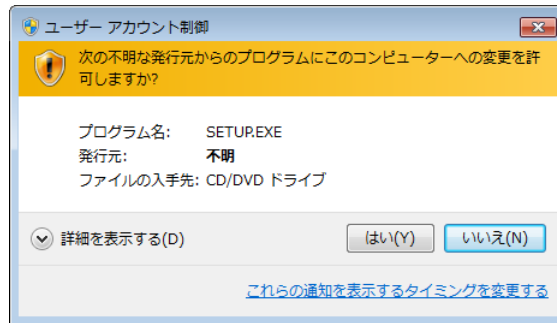 ユーザー アカウント制御
次の不明な発行元からのプログラムにこのコンピューターへの変更を許
可しますか?
プログラム名: SETUP.EXE
発行元: 不明
ファイルの入手先: CD/DVD ドライブ
詳細を表示する(D) はい(Y) いいえ(N)
これらの通知を表示するタイミングを変更する